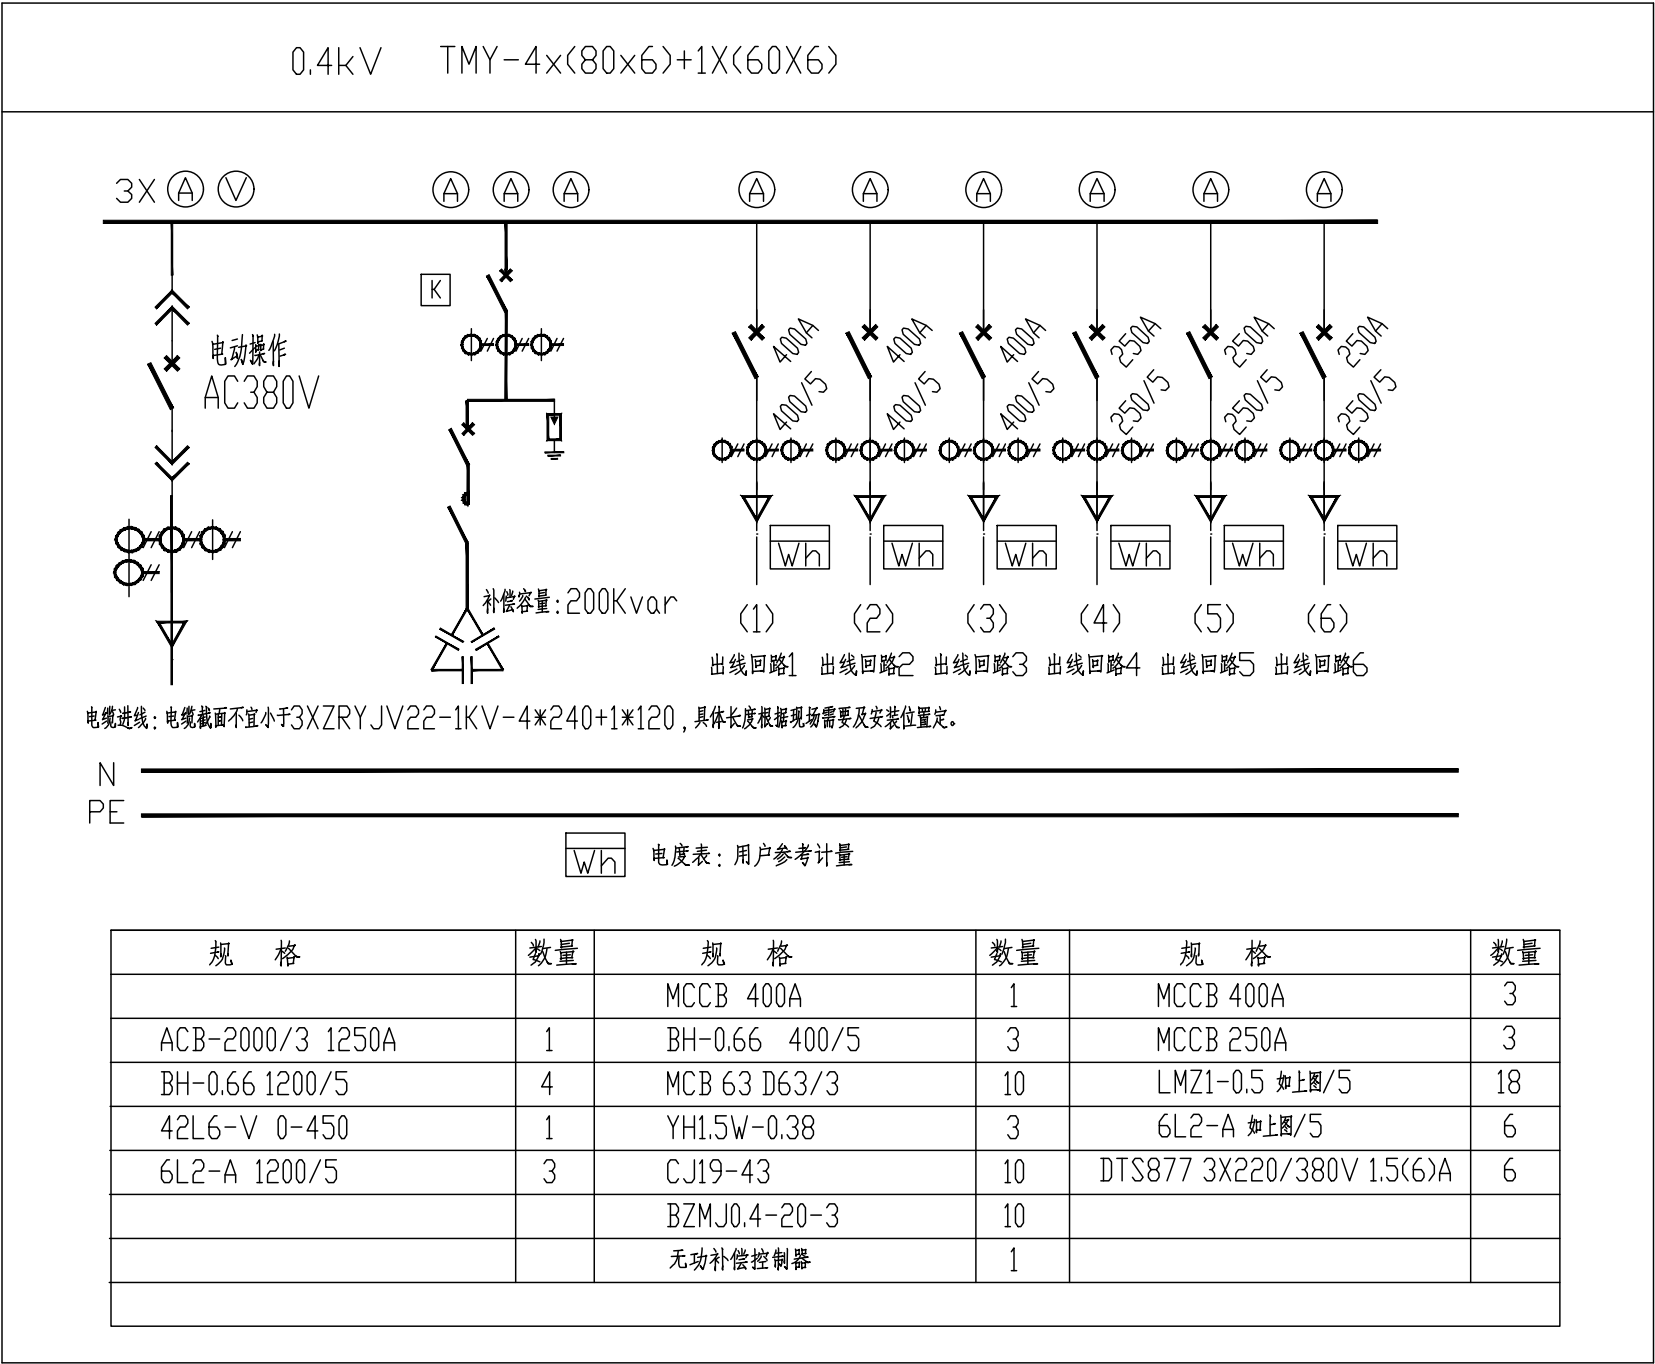 0.4kV TMY-4x(80x6)+1X(60X6)
3X A V A A A A A A A A A
K
电动操作
AC380V
400A 400A 400A 250A 250A 250A
400/5 400/5 400/5 250/5 250/5 250/5
Wh Wh Wh Wh Wh Wh
补偿容量:200Kvar
(1) (2) (3) (4) (5) (6)
出线回路1 出线回路2 出线回路3 出线回路4 出线回路5 出线回路6
电缆进线:电缆截面不宜小于3XZRYJV22-1KV-4*240+1*120,具体长度根据现场需要及安装位置定。
N
PE
Wh 电度表:用户参考计量
规 格 数量 规 格 数量 规 格 数量
MCCB 400A 1 MCCB 400A 3
ACB-2000/3 1250A 1 BH-0.66 400/5 3 MCCB 250A 3
BH-0.66 1200/5 4 MCB 63 D63/3 10 LMZ1-0.5 如上图/5 18
42L6-V 0-450 1 YH1.5W-0.38 3 6L2-A 如上图/5 6
6L2-A 1200/5 3 CJ19-43 10 DTS877 3X220/380V 1.5(6)A 6
BZMJ0.4-20-3 10
无功补偿控制器 1